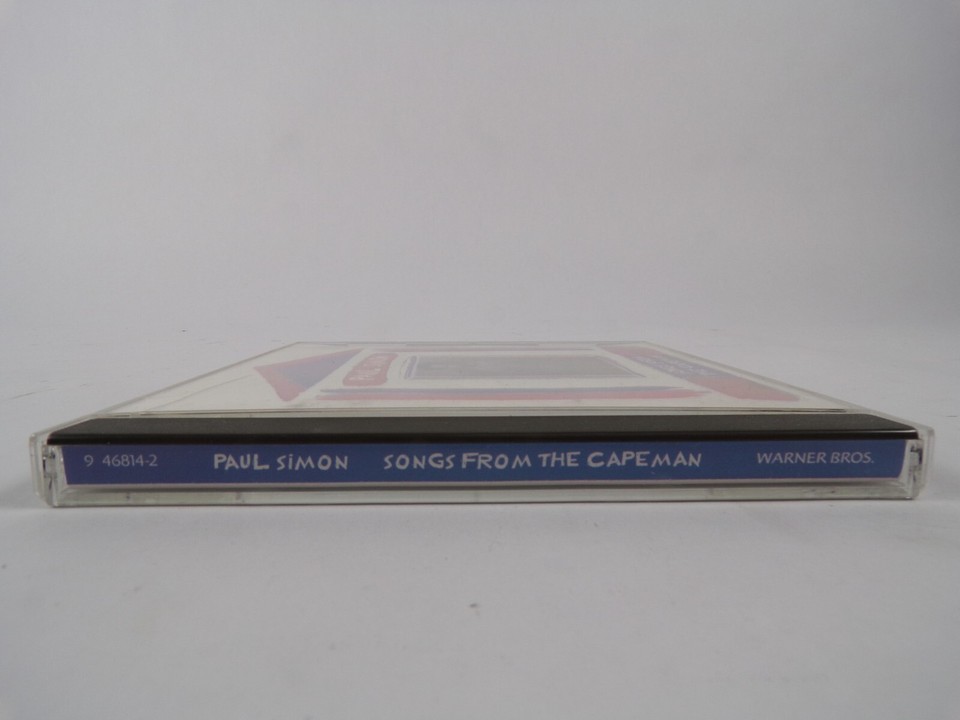 9 46814-2 PAUL SiMON SONGS FROM THE CAPEMAN WARNER BROS.